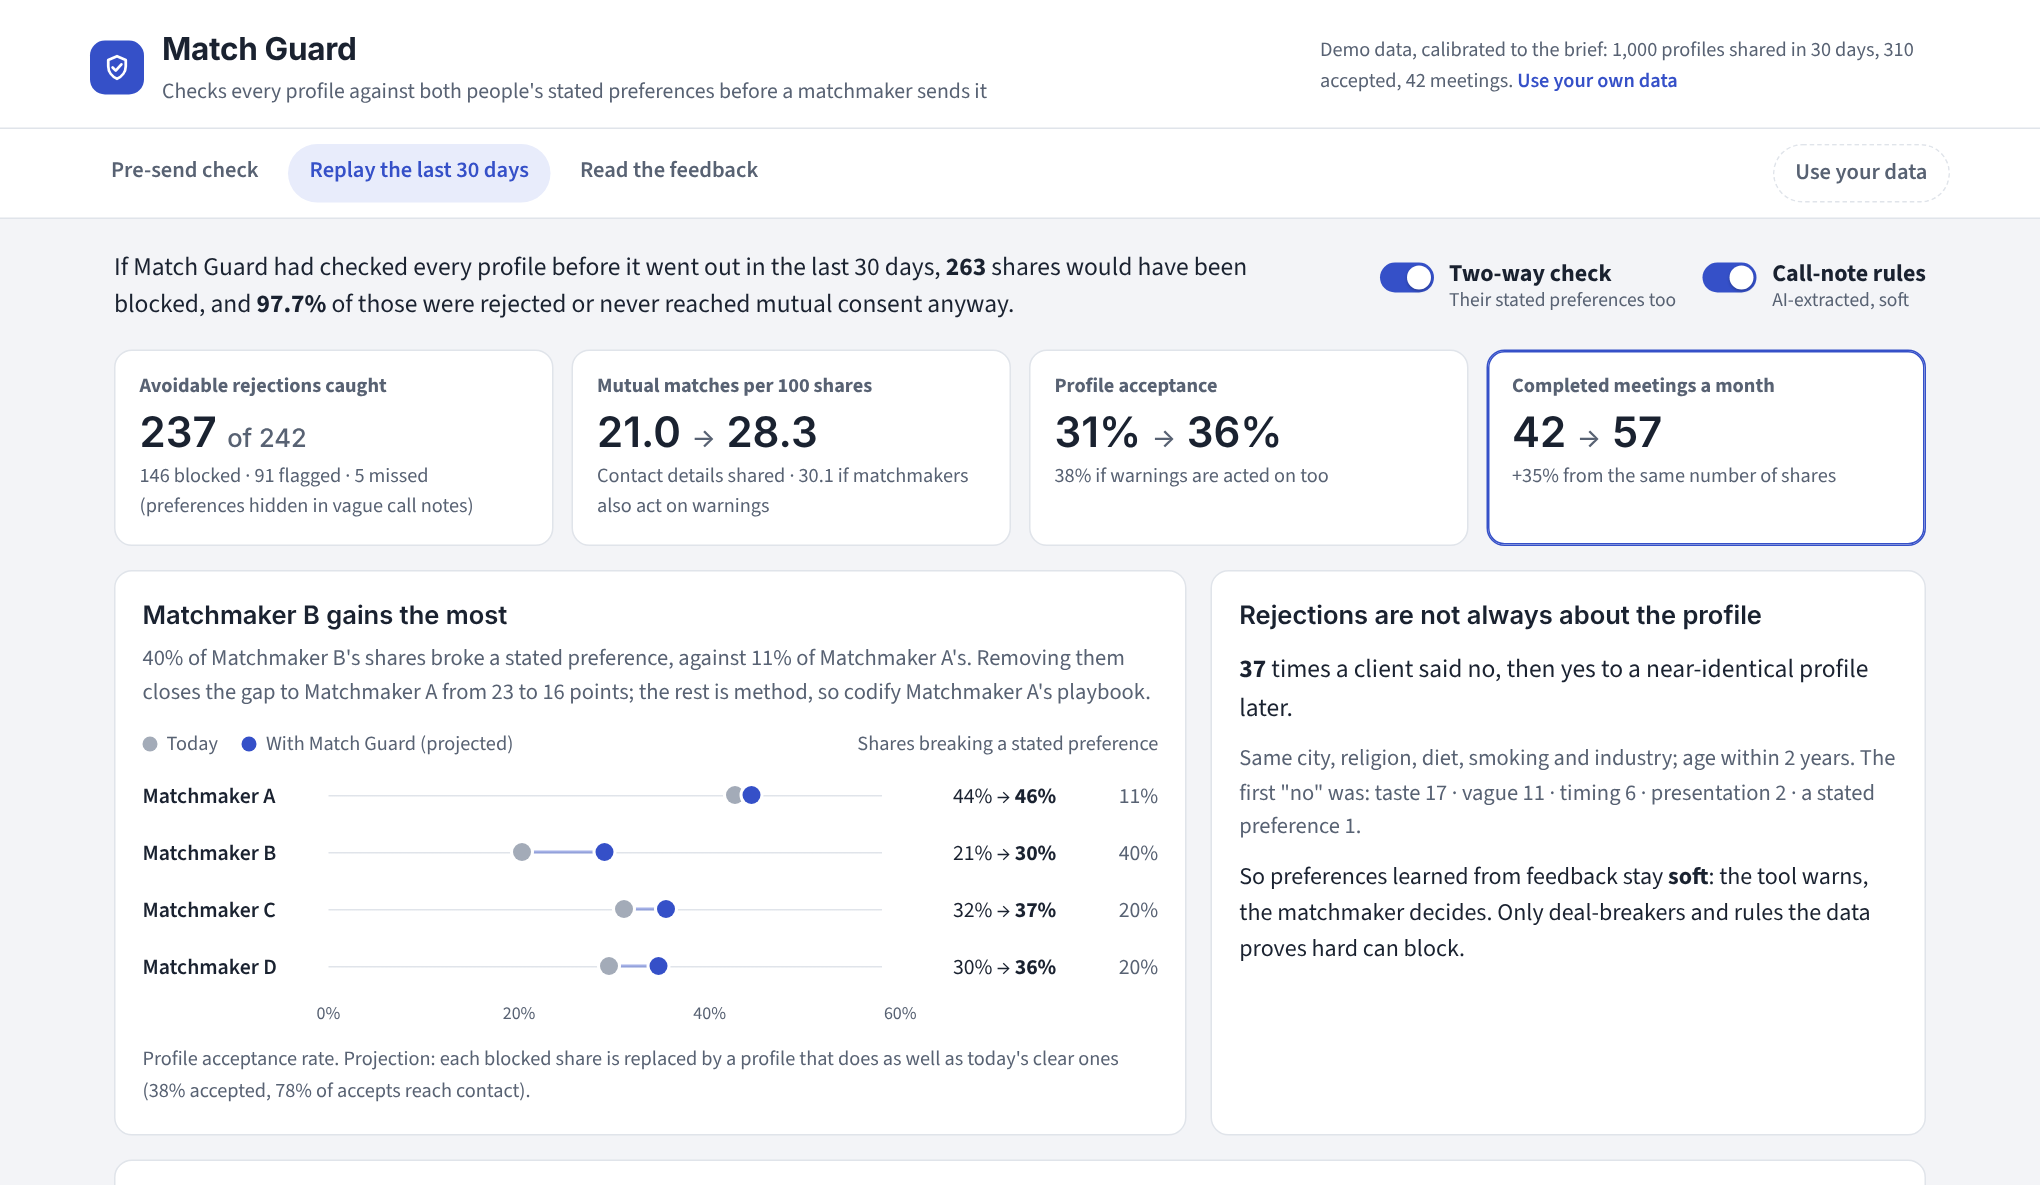 Match Guard
Checks every profile against both people's stated preferences before a matchmaker sends it
Demo data, calibrated to the brief: 1,000 profiles shared in 30 days, 310
accepted, 42 meetings. Use your own data
Pre-send check
Replay the last 30 days
Read the feedback
Use your data
If Match Guard had checked every profile before it went out in the last 30 days, 263 shares would have been
blocked, and 97.7% of those were rejected or never reached mutual consent anyway.
Two-way check
Their stated preferences too
Call-note rules
AI-extracted, soft
Avoidable rejections caught
237 of 242
146 blocked · 91 flagged · 5 missed
(preferences hidden in vague call notes)
Mutual matches per 100 shares
21.0 → 28.3
Contact details shared · 30.1 if matchmakers
also act on warnings
Profile acceptance
31% → 36%
38% if warnings are acted on too
Completed meetings a month
42 → 57
+35% from the same number of shares
Matchmaker B gains the most
40% of Matchmaker B's shares broke a stated preference, against 11% of Matchmaker A's. Removing them
closes the gap to Matchmaker A from 23 to 16 points; the rest is method, so codify Matchmaker A's playbook.
Today
With Match Guard (projected)
Shares breaking a stated preference
Matchmaker A 44% → 46% 11%
Matchmaker B 21% → 30% 40%
Matchmaker C 32% → 37% 20%
Matchmaker D 30% → 36% 20%
0% 20% 40% 60%
Profile acceptance rate. Projection: each blocked share is replaced by a profile that does as well as today's clear ones
(38% accepted, 78% of accepts reach contact).
Rejections are not always about the profile
37 times a client said no, then yes to a near-identical profile
later.
Same city, religion, diet, smoking and industry; age within 2 years. The
first "no" was: taste 17 · vague 11 · timing 6 · presentation 2 · a stated
preference 1.
So preferences learned from feedback stay soft: the tool warns,
the matchmaker decides. Only deal-breakers and rules the data
proves hard can block.